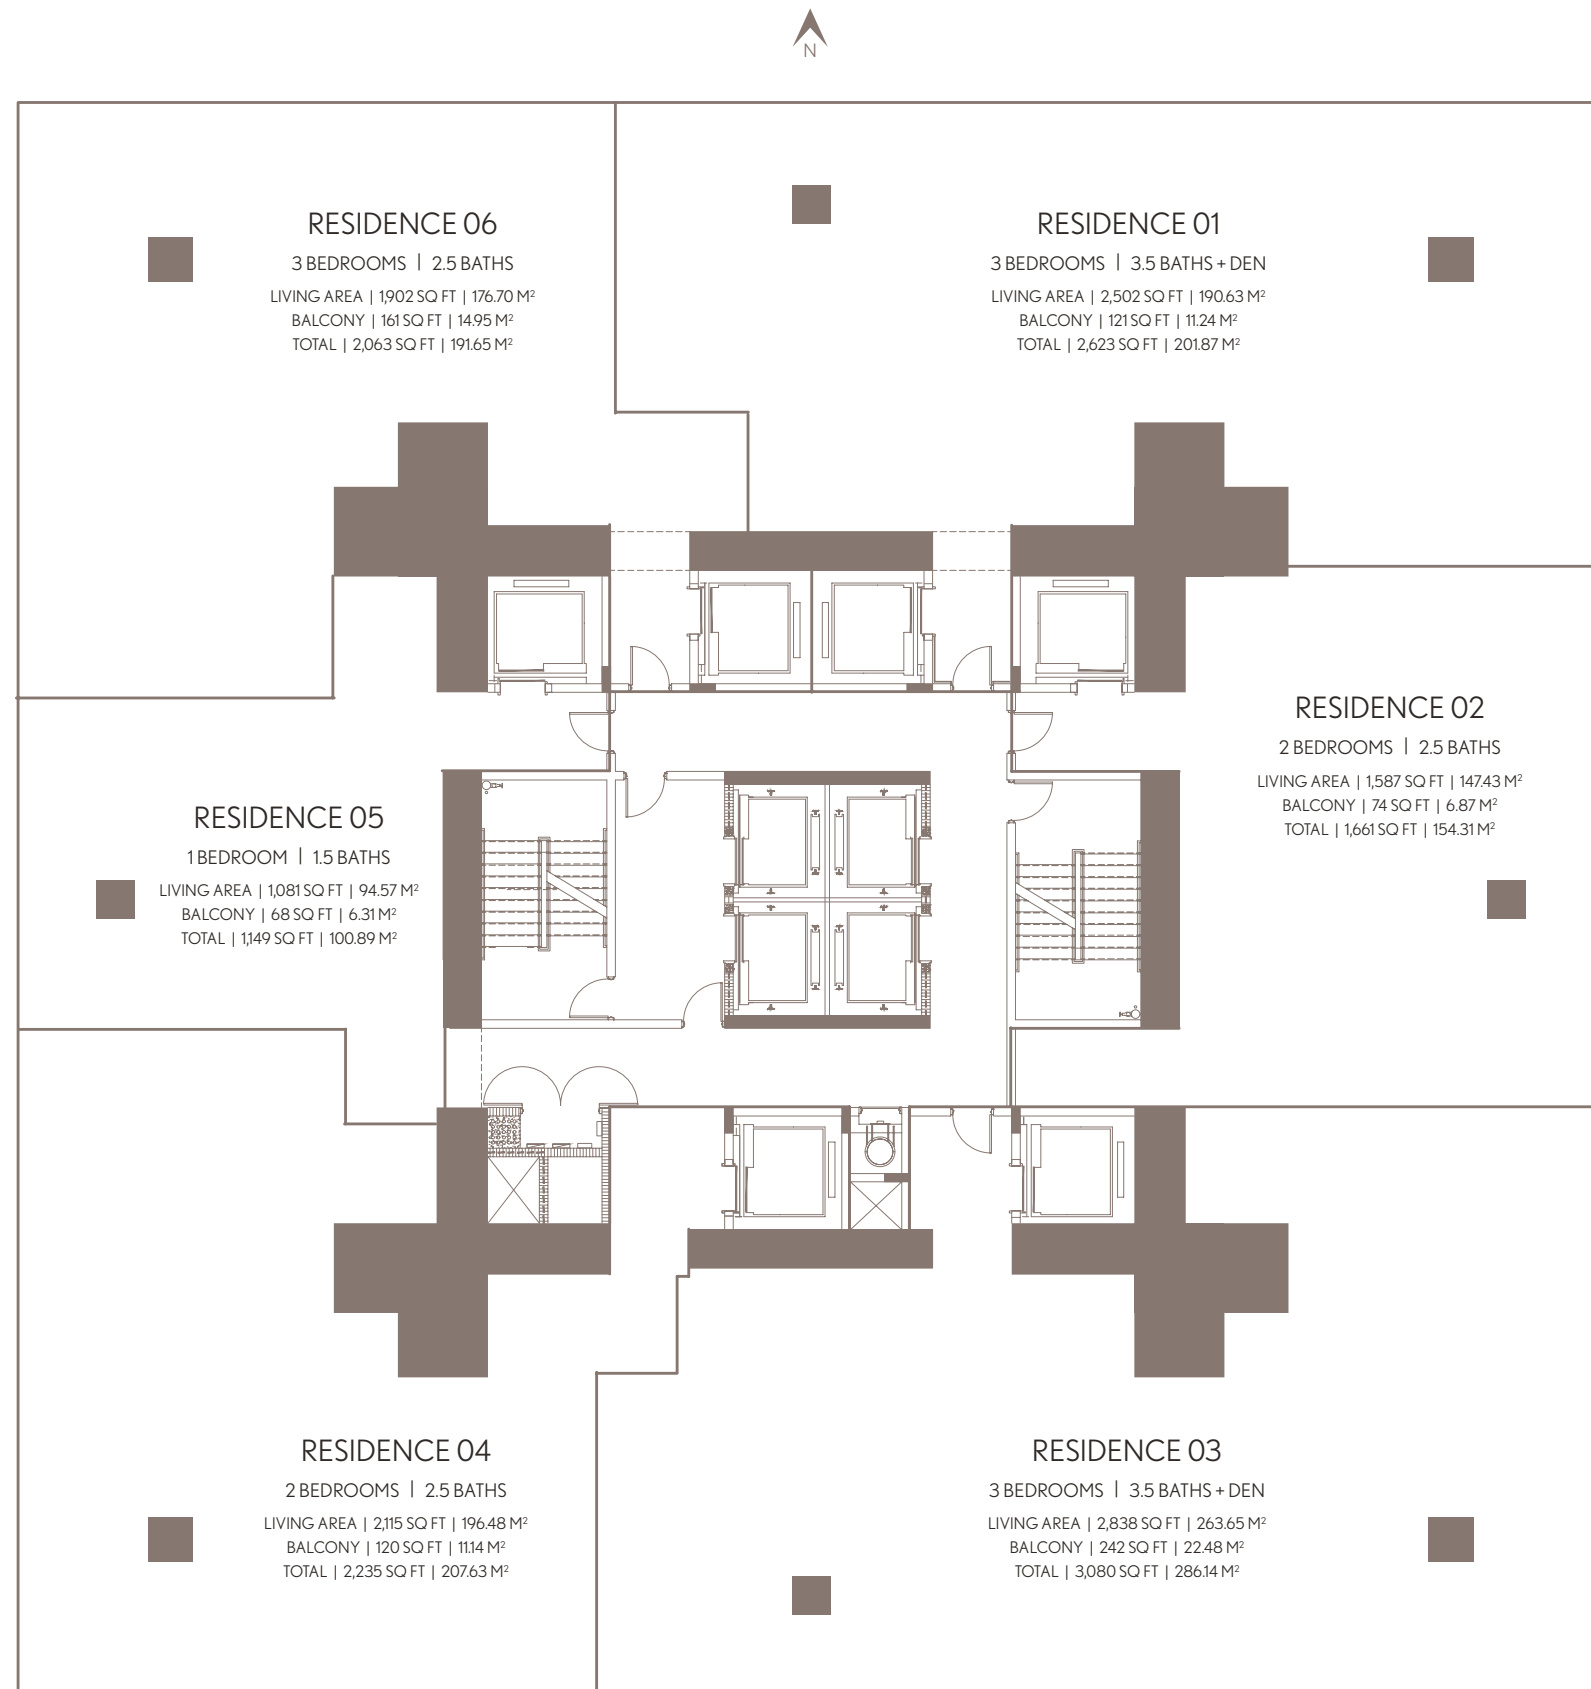 N
RESIDENCE 06
3 BEDROOMS | 2.5 BATHS
LIVING AREA | 1,902 SQ FT | 176.70 M²
BALCONY | 161 SQ FT | 14.95 M²
TOTAL | 2,063 SQ FT | 191.65 M²
RESIDENCE 01
3 BEDROOMS | 3.5 BATHS + DEN
LIVING AREA | 2,502 SQ FT | 190.63 M²
BALCONY | 121 SQ FT | 11.24 M²
TOTAL | 2,623 SQ FT | 201.87 M²
RESIDENCE 02
2 BEDROOMS | 2.5 BATHS
LIVING AREA | 1,587 SQ FT | 147.43 M²
BALCONY | 74 SQ FT | 6.87 M²
TOTAL | 1,661 SQ FT | 154.31 M²
RESIDENCE 05
1 BEDROOM | 1.5 BATHS
LIVING AREA | 1,081 SQ FT | 94.57 M²
BALCONY | 68 SQ FT | 6.31 M²
TOTAL | 1,149 SQ FT | 100.89 M²
RESIDENCE 04
2 BEDROOMS | 2.5 BATHS
LIVING AREA | 2,115 SQ FT | 196.48 M²
BALCONY | 120 SQ FT | 11.14 M²
TOTAL | 2,235 SQ FT | 207.63 M²
RESIDENCE 03
3 BEDROOMS | 3.5 BATHS + DEN
LIVING AREA | 2,838 SQ FT | 263.65 M²
BALCONY | 242 SQ FT | 22.48 M²
TOTAL | 3,080 SQ FT | 286.14 M²